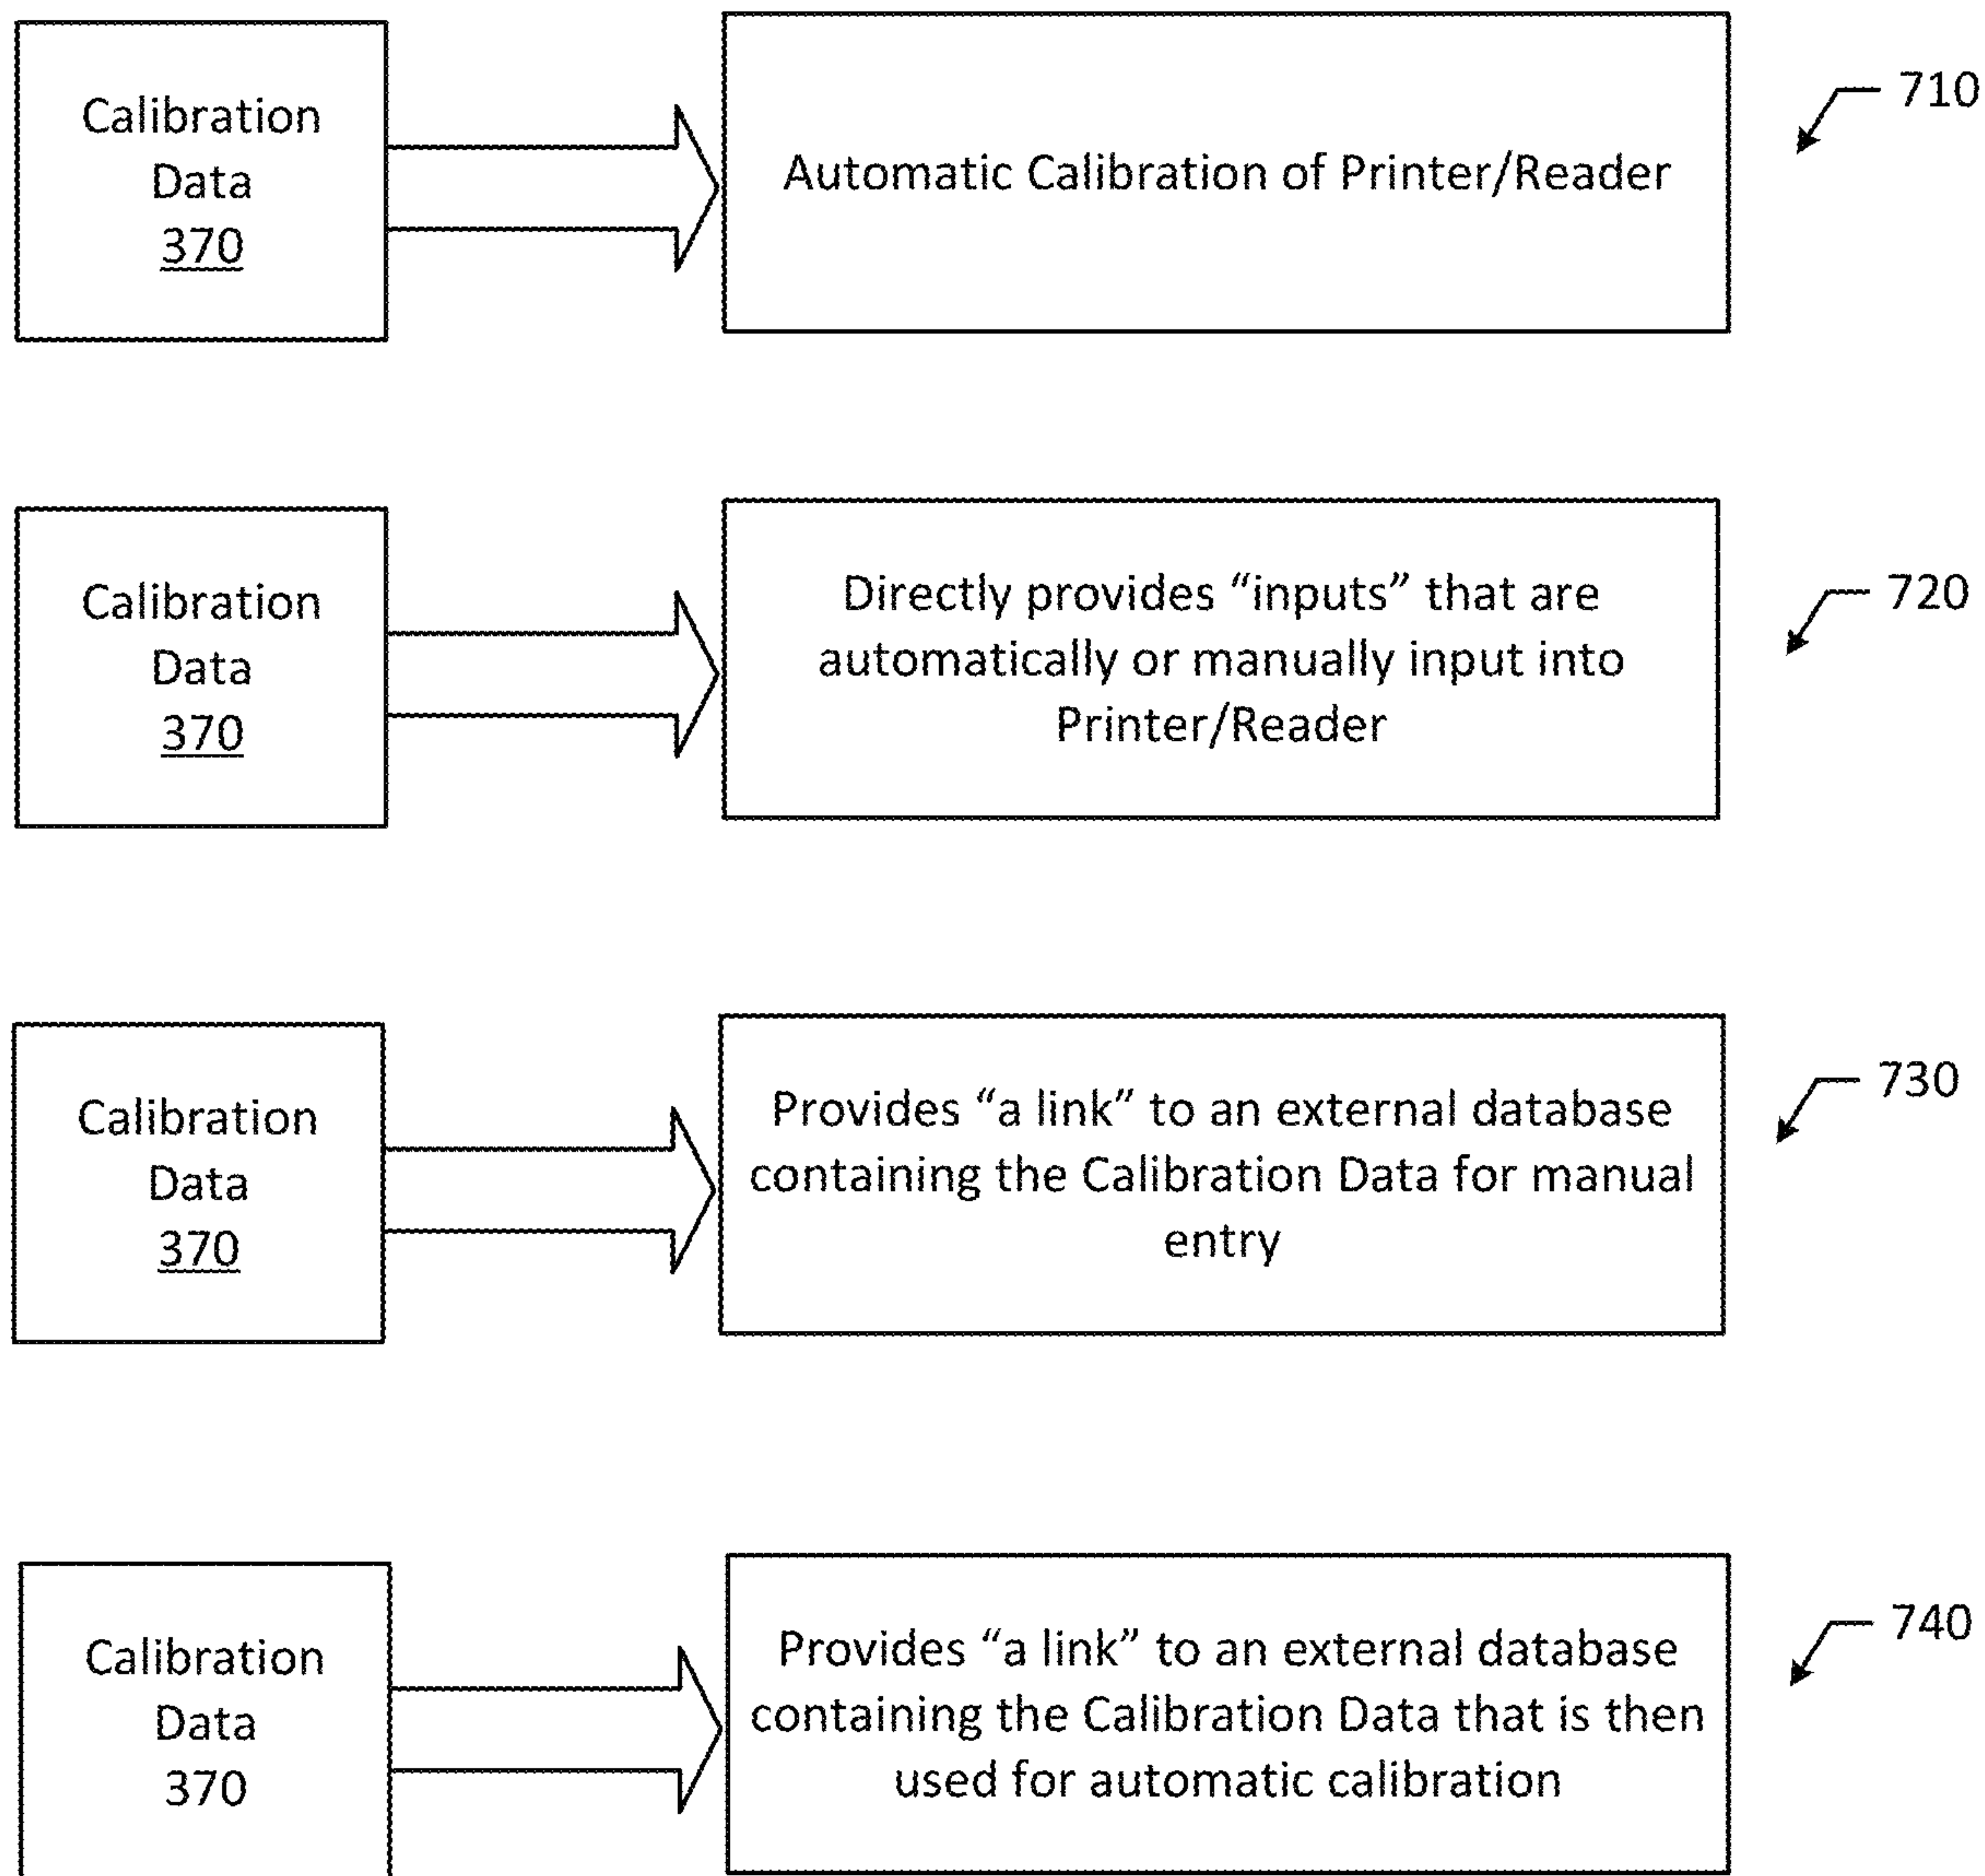 Calibration
Data
370
Automatic Calibration of Printer/Reader
710
Calibration
Data
370
Directly provides “inputs” that are
automatically or manually input into
Printer/Reader
720
Calibration
Data
370
Provides “a link” to an external database
containing the Calibration Data for manual
entry
730
Calibration
Data
370
Provides “a link” to an external database
containing the Calibration Data that is then
used for automatic calibration
740